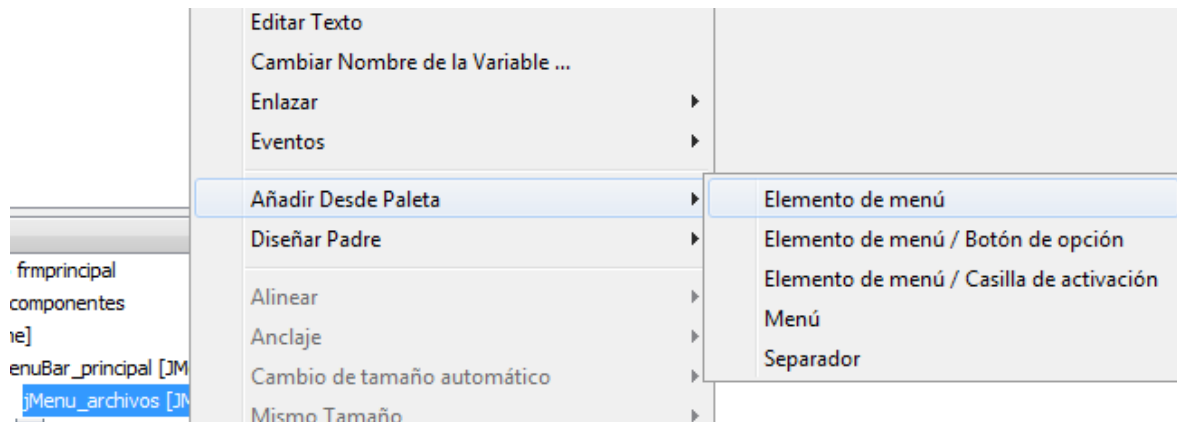 Editar Texto
Cambiar Nombre de la Variable ...
Enlazar
Eventos
Añadir Desde Paleta
Diseñar Padre
Alinear
Anclaje
Cambio de tamaño automático
Mismo Tamaño
Elemento de menú
Elemento de menú / Botón de opción
Elemento de menú / Casilla de activación
Menú
Separador
frmprincipal
componentes
ne]
enuBar_principal [JM
jMenu_archivos [JM